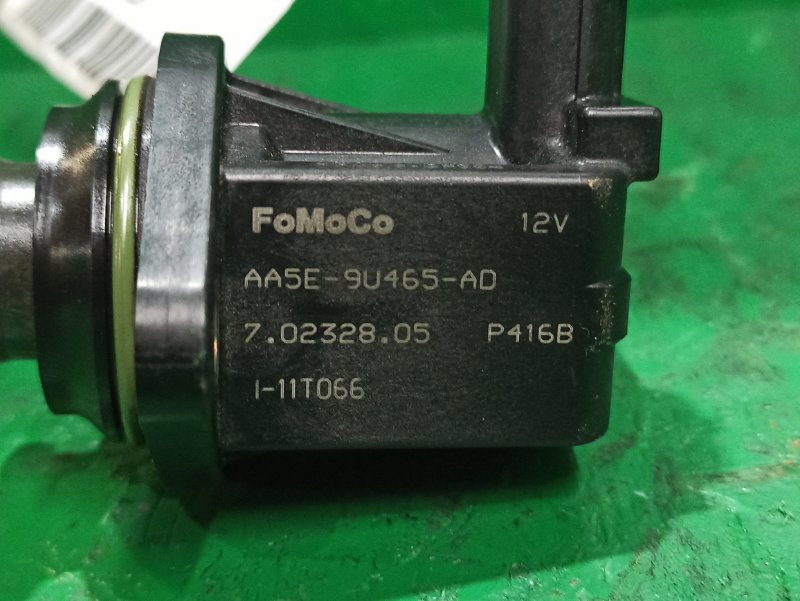 FoMoCo 12V
AA5E-9U465-AD
7.02328.05 P416B
I-11T066